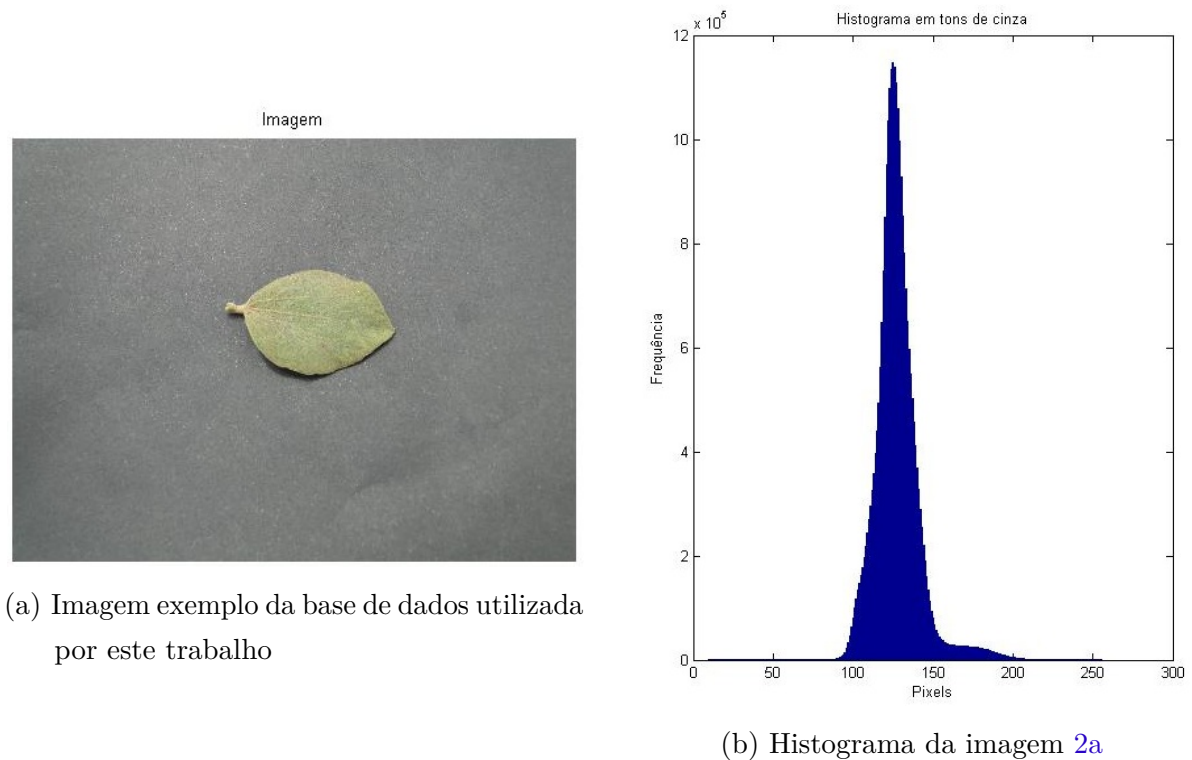 Imagem
(a) Imagem exemplo da base de dados utilizada
por este trabalho
Histograma em tons de cinza
x 10^5
12
10
8
6
4
2
0
Frequência
0 50 100 150 200 250 300
Pixels
(b) Histograma da imagem 2a